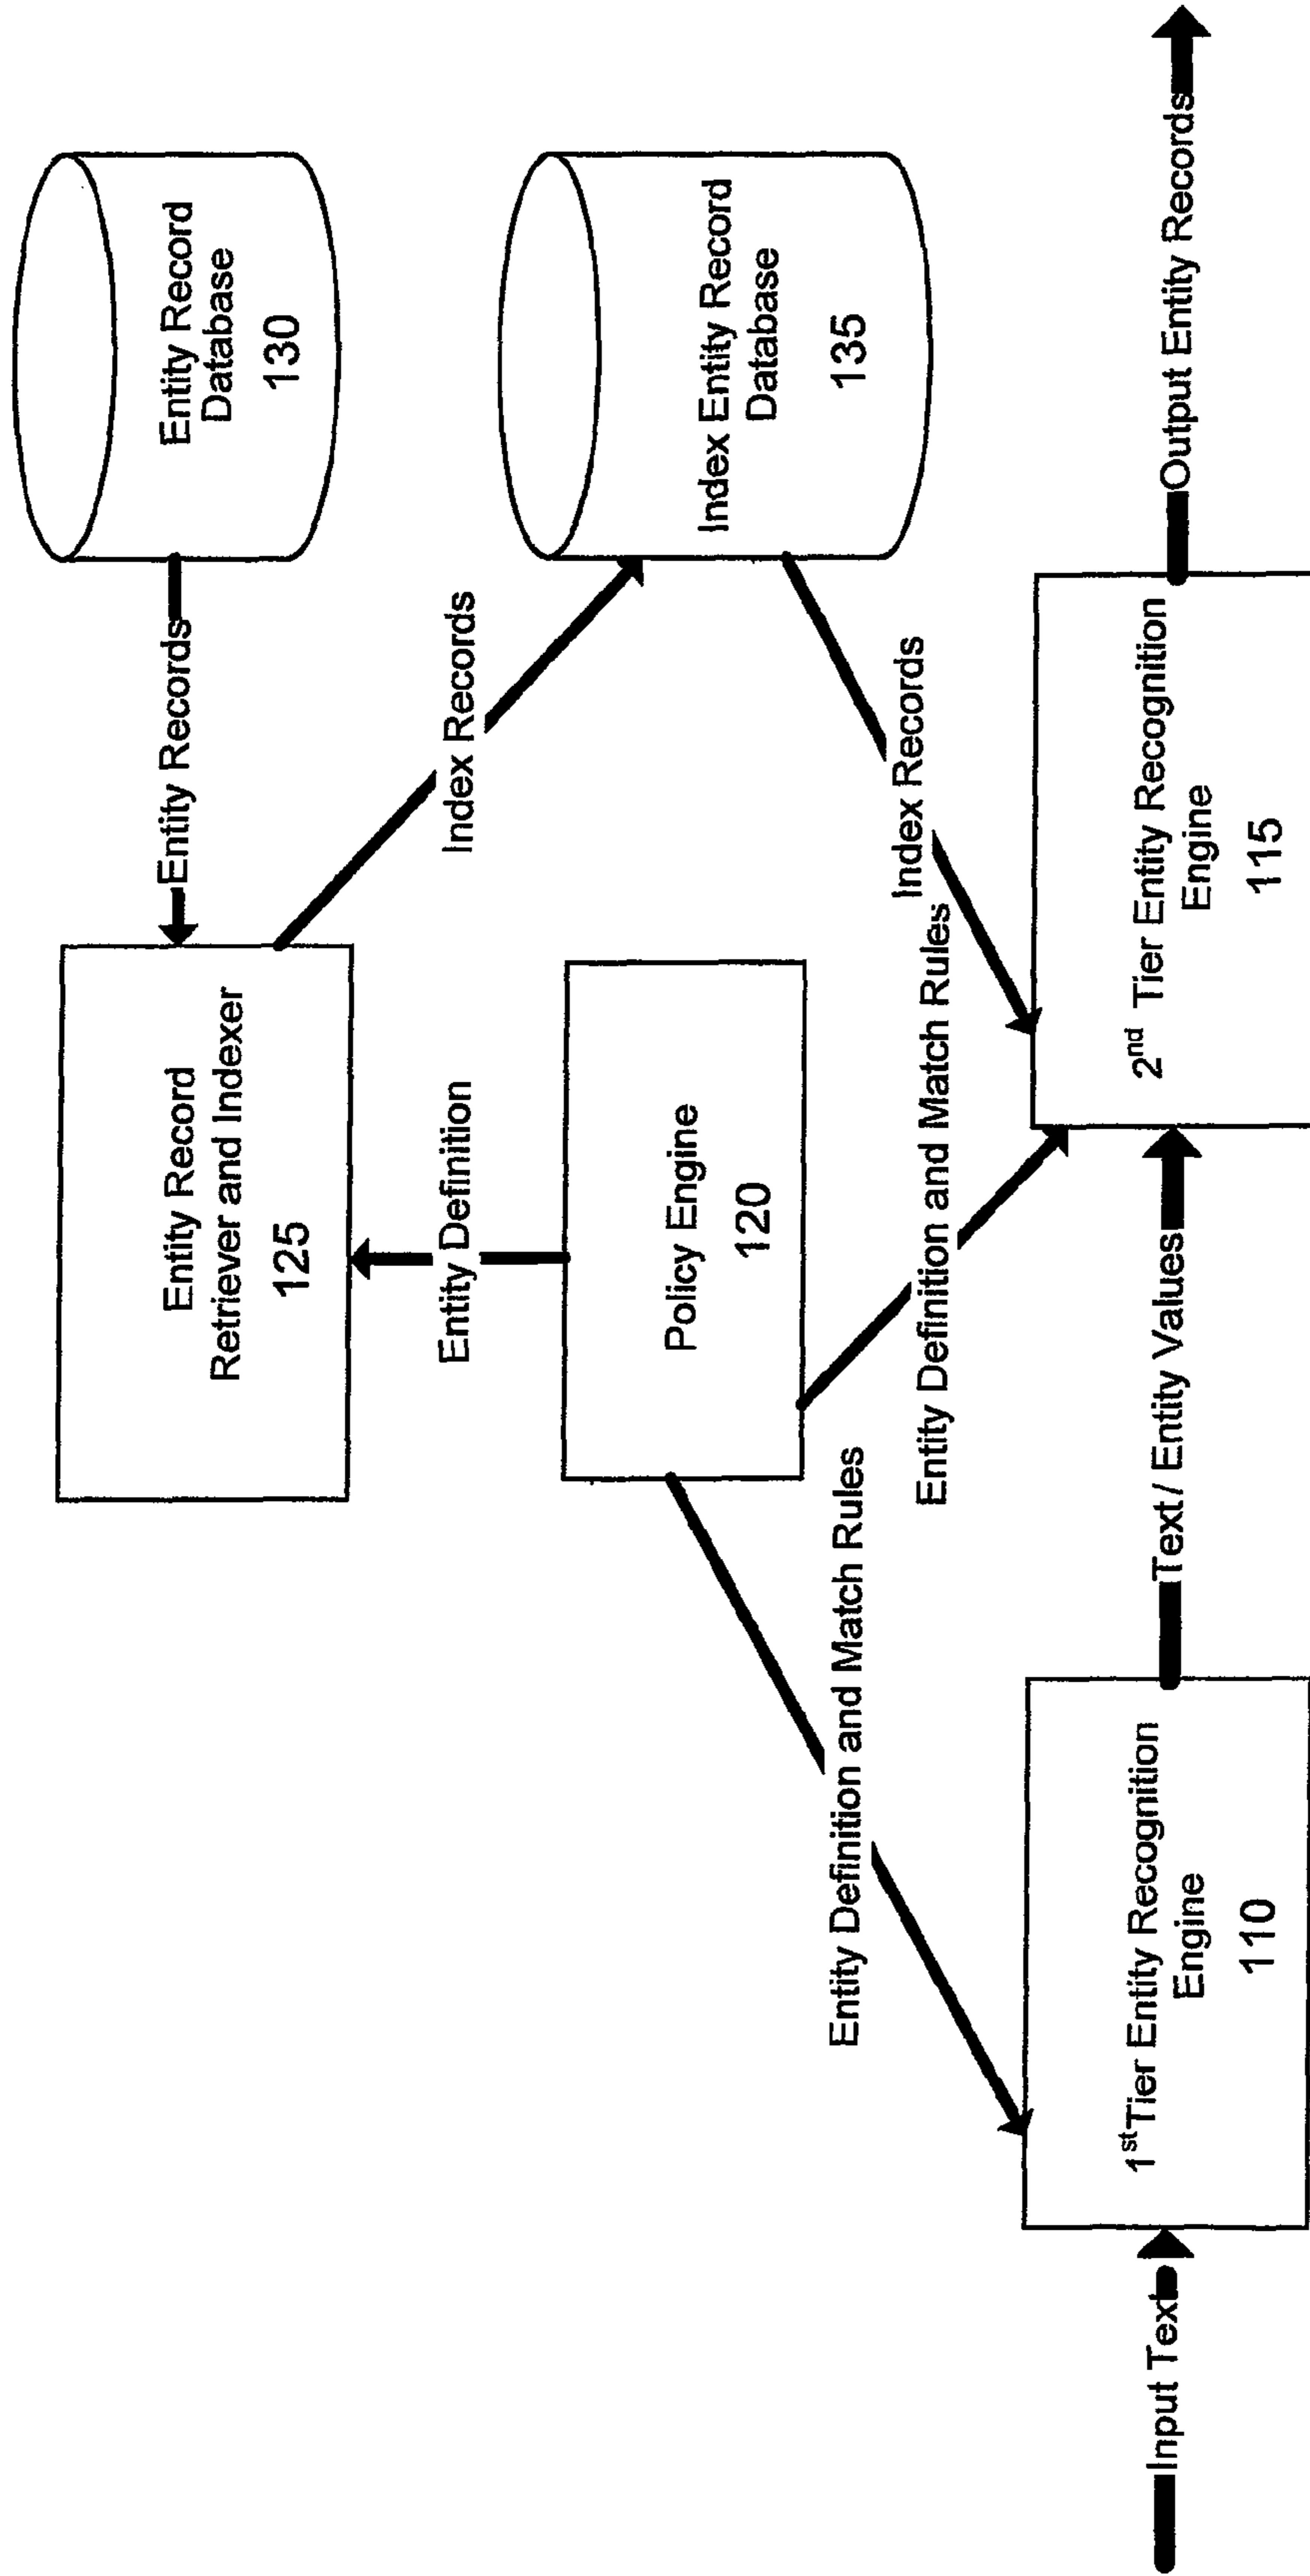 Entity Record
Retriever and Indexer
125
Entity Records
Entity Record
Database
130
Entity Definition
Index Records
Policy Engine
120
Index Entity Record
Database
135
Entity Definition and Match Rules
Entity Definition and Match Rules
Index Records
Input Text
1st Tier Entity Recognition
Engine
110
Text / Entity Values
2nd Tier Entity Recognition
Engine
115
Output Entity Records